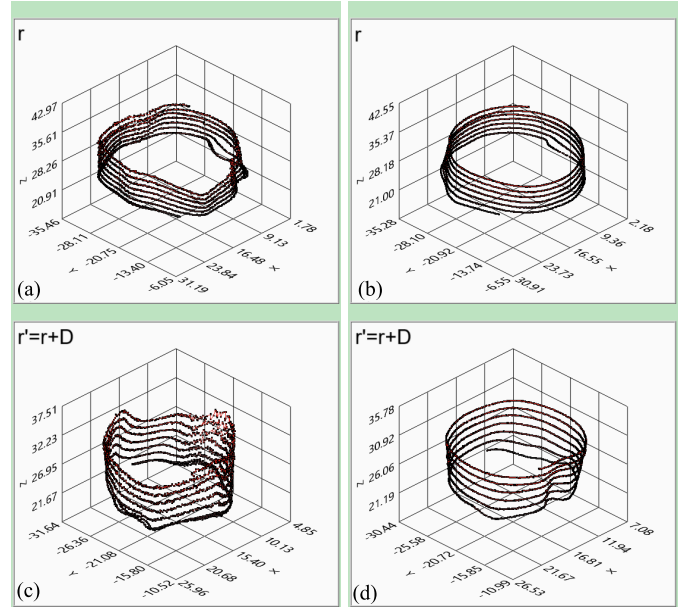 r
42.97
35.61
28.26
20.91
Z
-35.46
-28.11
-20.75
-13.40
-6.05
Y
31.19
23.84
16.48
9.13
1.78
X
(a)
r
42.55
35.37
28.18
21.00
Z
-35.28
-28.10
-20.92
-13.74
-6.55
Y
30.91
23.73
16.55
9.36
2.18
X
(b)
r'=r+D
37.51
32.23
26.95
21.67
Z
-31.64
-26.36
-21.08
-15.80
-10.52
Y
25.96
20.68
15.40
10.13
4.85
X
(c)
r'=r+D
35.78
30.92
26.06
21.19
Z
-30.44
-25.58
-20.72
-15.85
-10.99
Y
26.53
21.67
16.81
11.94
7.08
X
(d)